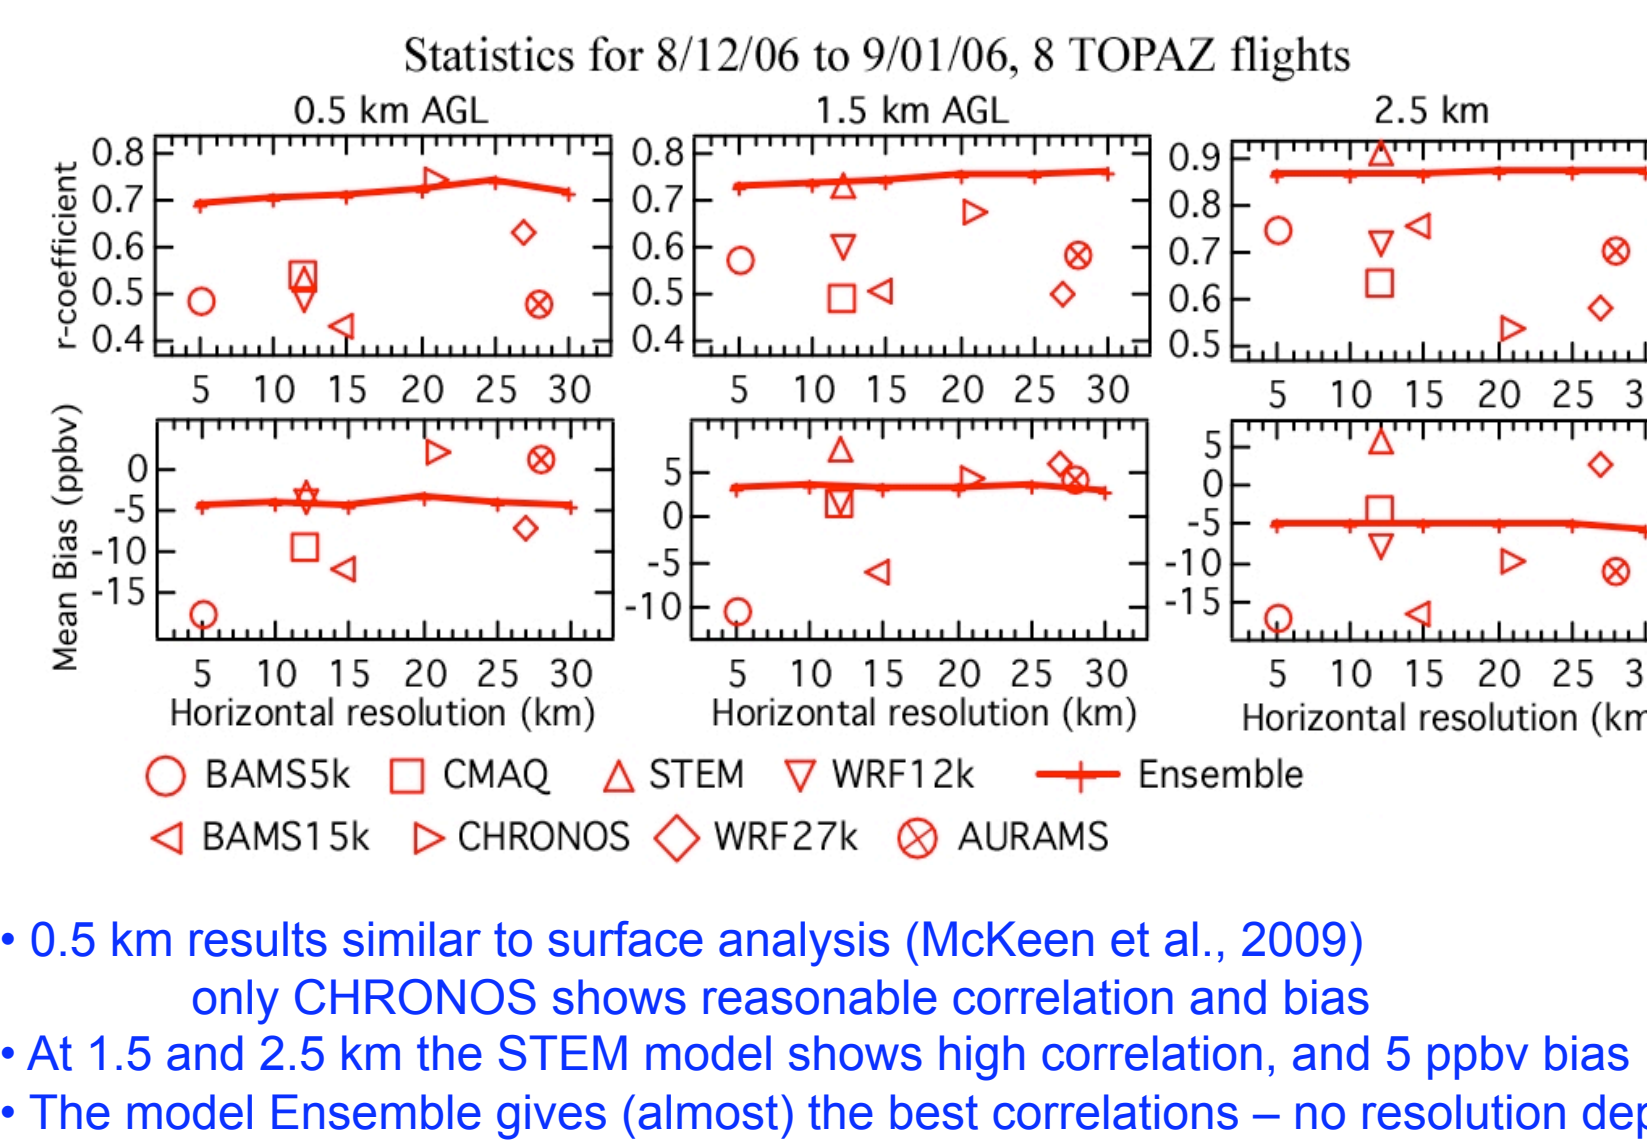 Statistics for 8/12/06 to 9/01/06, 8 TOPAZ flights
0.5 km AGL 1.5 km AGL 2.5 km
r-coefficient
0.8 0.7 0.6 0.5 0.4
0.8 0.7 0.6 0.5 0.4
0.9 0.8 0.7 0.6 0.5
5 10 15 20 25 30 5 10 15 20 25 30 5 10 15 20 25 3
Mean Bias (ppbv)
0 -5 -10 -15
5 0 -5 -10
5 0 -5 -10 -15
5 10 15 20 25 30 5 10 15 20 25 30 5 10 15 20 25 3
Horizontal resolution (km) Horizontal resolution (km) Horizontal resolution (km
BAMS5k CMAQ STEM WRF12k Ensemble
BAMS15k CHRONOS WRF27k AURAMS
• 0.5 km results similar to surface analysis (McKeen et al., 2009)
only CHRONOS shows reasonable correlation and bias
• At 1.5 and 2.5 km the STEM model shows high correlation, and 5 ppbv bias
• The model Ensemble gives (almost) the best correlations – no resolution dep